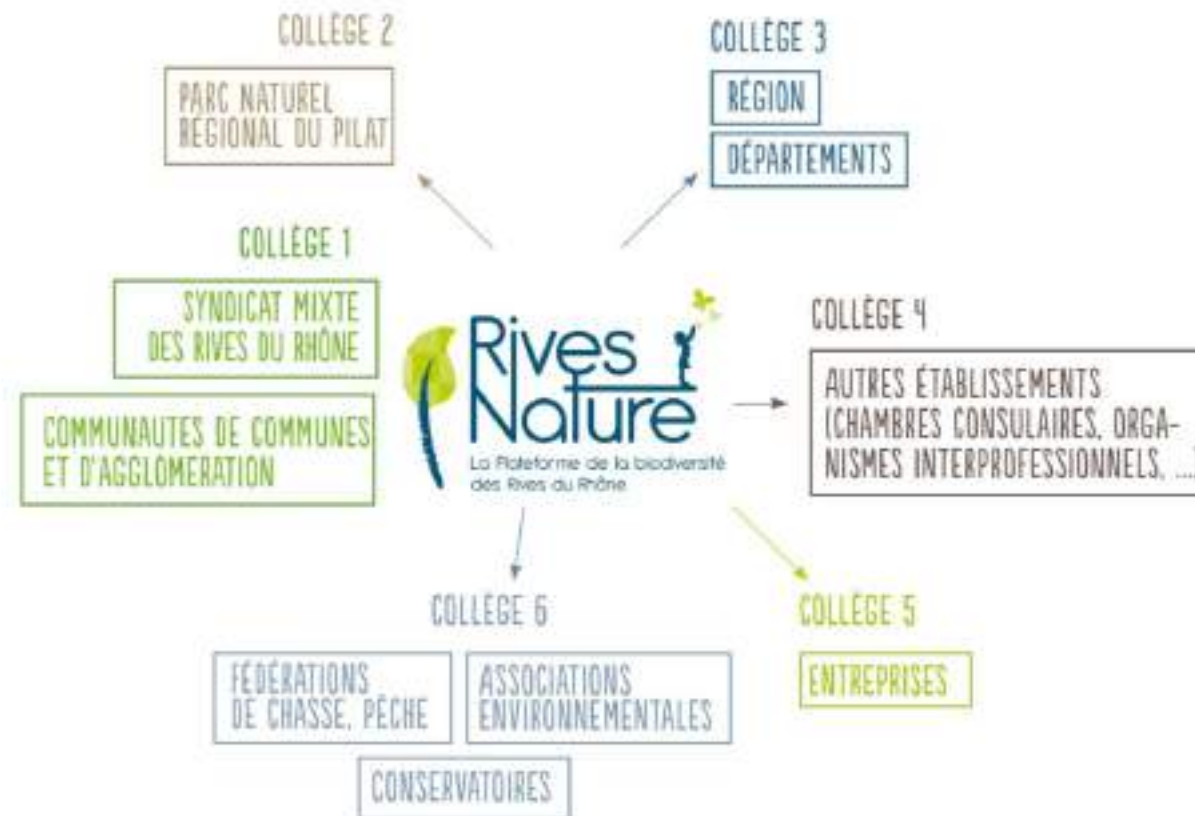 COLLÈGE 2
PARC NATUREL
RÉGIONAL DU PILAT
COLLÈGE 3
RÉGION
DÉPARTEMENTS
COLLÈGE 1
SYNDICAT MIXTE
DES RIVES DU RHÔNE
COMMUNAUTES DE COMMUNES
ET D'AGGLOMERATION
Rives
Nature
La Plateforme de la biodiversité
des Rives du Rhône
COLLÈGE 4
AUTRES ÉTABLISSEMENTS
(CHAMBRES CONSULAIRES, ORGA-
NISMES INTERPROFESSIONNELS, ...)
COLLÈGE 6
FÉDÉRATIONS
DE CHASSE, PÊCHE
ASSOCIATIONS
ENVIRONNEMENTALES
CONSERVATOIRES
COLLÈGE 5
ENTREPRISES